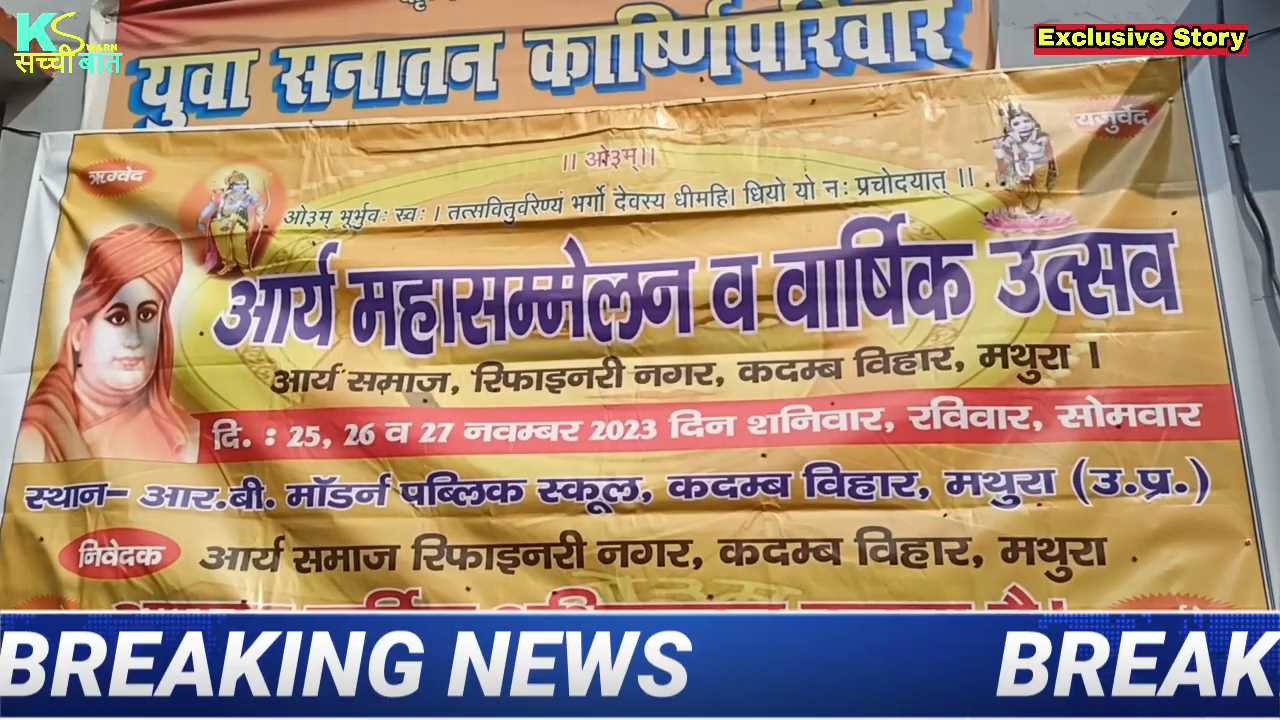 KS WARN
सच्ची बात
Exclusive Story
युवा सनातन कार्ष्णिपरिवार
ऋग्वेद
यजुर्वेद
।। ओ३म्।।
ओ३म् भूर्भुवः स्वः । तत्सवितुर्वरेण्यं भर्गो देवस्य धीमहि। धियो यो नः प्रचोदयात् ।।
आर्य महासम्मेलन व वार्षिक उत्सव
आर्य समाज, रिफाइनरी नगर, कदम्ब विहार, मथुरा ।
दि. : 25, 26 व 27 नवम्बर 2023 दिन शनिवार, रविवार, सोमवार
स्थान- आर.बी. मॉडर्न पब्लिक स्कूल, कदम्ब विहार, मथुरा (उ.प्र.)
निवेदक आर्य समाज रिफाइनरी नगर, कदम्ब विहार, मथुरा
BREAKING NEWS BREAK